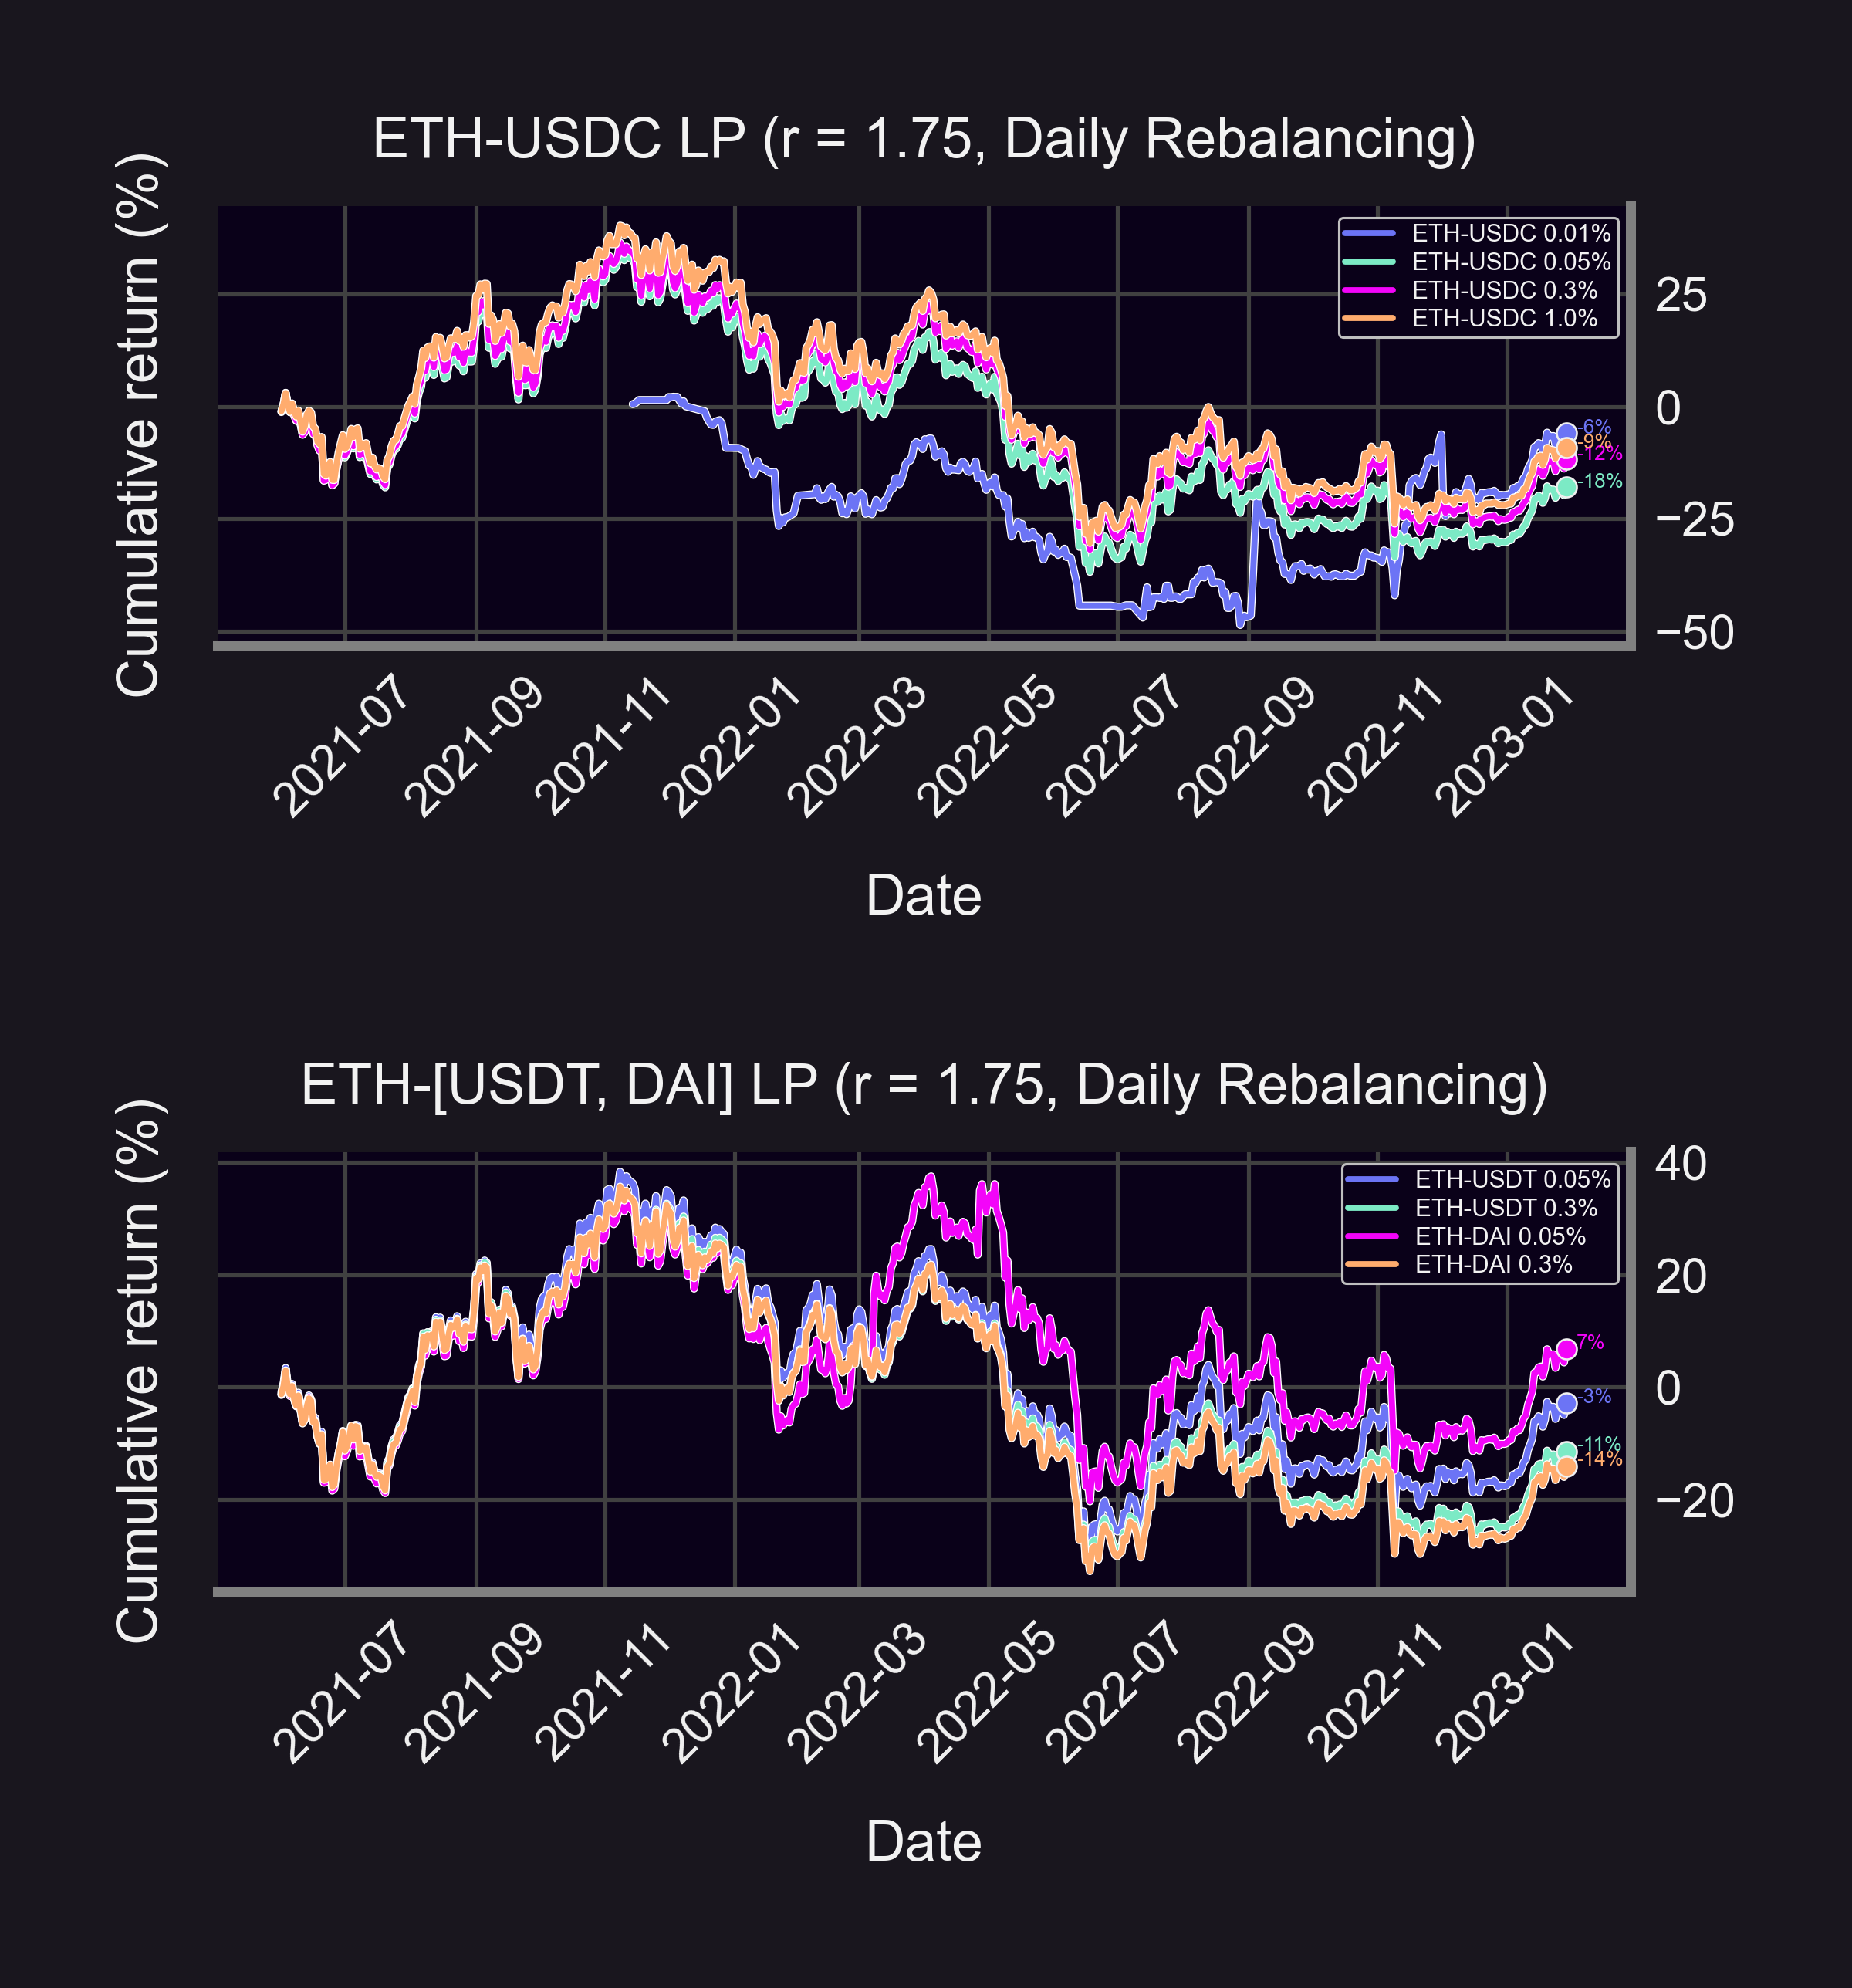 ETH-USDC LP (r = 1.75, Daily Rebalancing)
Cumulative return (%)
ETH-USDC 0.01%
ETH-USDC 0.05%
ETH-USDC 0.3%
ETH-USDC 1.0%
25
0
−25
−50
-6%
-9%
-12%
-18%
2021-07
2021-09
2021-11
2022-01
2022-03
2022-05
2022-07
2022-09
2022-11
2023-01
Date
ETH-[USDT, DAI] LP (r = 1.75, Daily Rebalancing)
Cumulative return (%)
ETH-USDT 0.05%
ETH-USDT 0.3%
ETH-DAI 0.05%
ETH-DAI 0.3%
40
20
0
−20
7%
-3%
-11%
-14%
2021-07
2021-09
2021-11
2022-01
2022-03
2022-05
2022-07
2022-09
2022-11
2023-01
Date